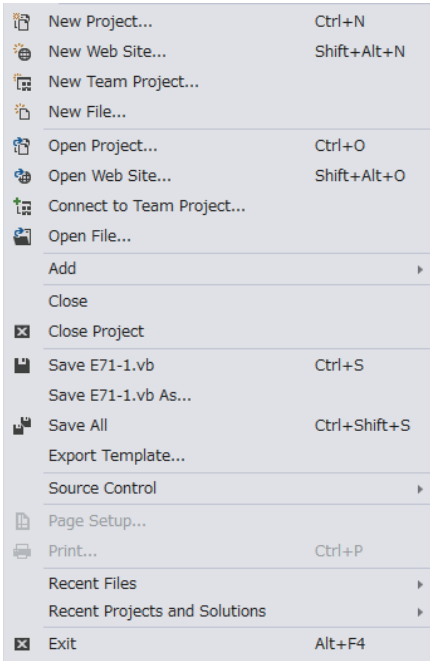 New Project... Ctrl+N
New Web Site... Shift+Alt+N
New Team Project...
New File...
Open Project... Ctrl+O
Open Web Site... Shift+Alt+O
Connect to Team Project...
Open File...
Add
Close
Close Project
Save E71-1.vb Ctrl+S
Save E71-1.vb As...
Save All Ctrl+Shift+S
Export Template...
Source Control
Page Setup...
Print... Ctrl+P
Recent Files
Recent Projects and Solutions
Exit Alt+F4